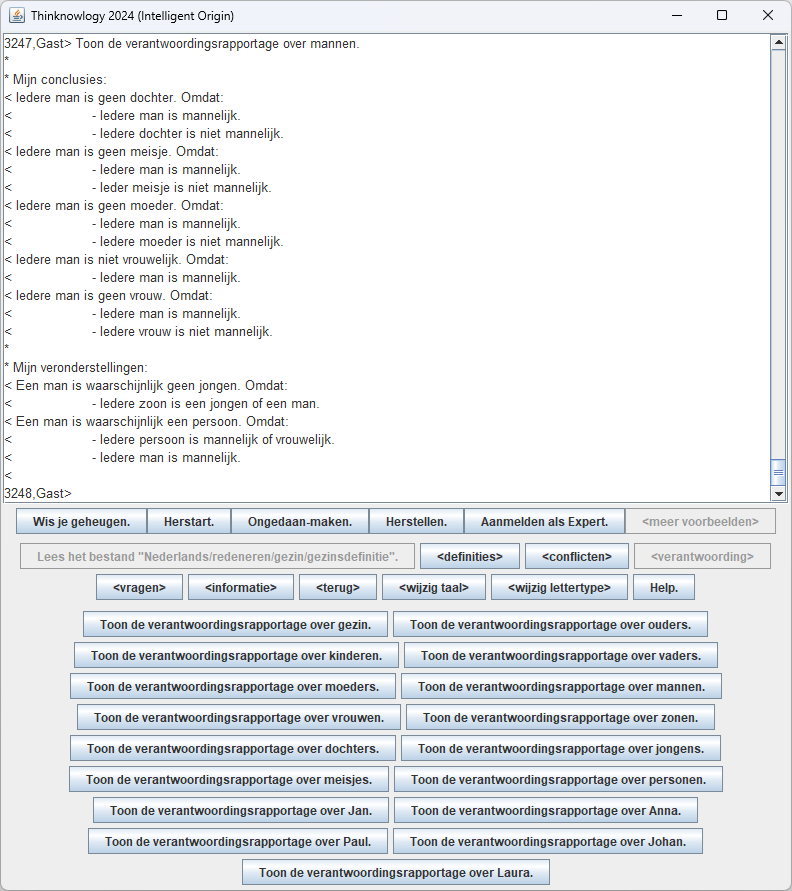 Thinknowlogy 2024 (Intelligent Origin)
3247,Gast> Toon de verantwoordingsrapportage over mannen.
*
* Mijn conclusies:
< Iedere man is geen dochter. Omdat:
< - Iedere man is mannelijk.
< - Iedere dochter is niet mannelijk.
< Iedere man is geen meisje. Omdat:
< - Iedere man is mannelijk.
< - Ieder meisje is niet mannelijk.
< Iedere man is geen moeder. Omdat:
< - Iedere man is mannelijk.
< - Iedere moeder is niet mannelijk.
< Iedere man is niet vrouwelijk. Omdat:
< - Iedere man is mannelijk.
< Iedere man is geen vrouw. Omdat:
< - Iedere man is mannelijk.
< - Iedere vrouw is niet mannelijk.
*
* Mijn veronderstellingen:
< Een man is waarschijnlijk geen jongen. Omdat:
< - Iedere zoon is een jongen of een man.
< Een man is waarschijnlijk een persoon. Omdat:
< - Iedere persoon is mannelijk of vrouwelijk.
< - Iedere man is mannelijk.
<
3248,Gast>
Wis je geheugen. Herstart. Ongedaan-maken. Herstellen. Aanmelden als Expert. <meer voorbeelden>
Lees het bestand "Nederlands/redeneren/gezin/gezinsdefinitie". <definities> <conflicten> <verantwoording>
<vragen> <informatie> <terug> <wijzig taal> <wijzig lettertype> Help.
Toon de verantwoordingsrapportage over gezin. Toon de verantwoordingsrapportage over ouders.
Toon de verantwoordingsrapportage over kinderen. Toon de verantwoordingsrapportage over vaders.
Toon de verantwoordingsrapportage over moeders. Toon de verantwoordingsrapportage over mannen.
Toon de verantwoordingsrapportage over vrouwen. Toon de verantwoordingsrapportage over zonen.
Toon de verantwoordingsrapportage over dochters. Toon de verantwoordingsrapportage over jongens.
Toon de verantwoordingsrapportage over meisjes. Toon de verantwoordingsrapportage over personen.
Toon de verantwoordingsrapportage over Jan. Toon de verantwoordingsrapportage over Anna.
Toon de verantwoordingsrapportage over Paul. Toon de verantwoordingsrapportage over Johan.
Toon de verantwoordingsrapportage over Laura.